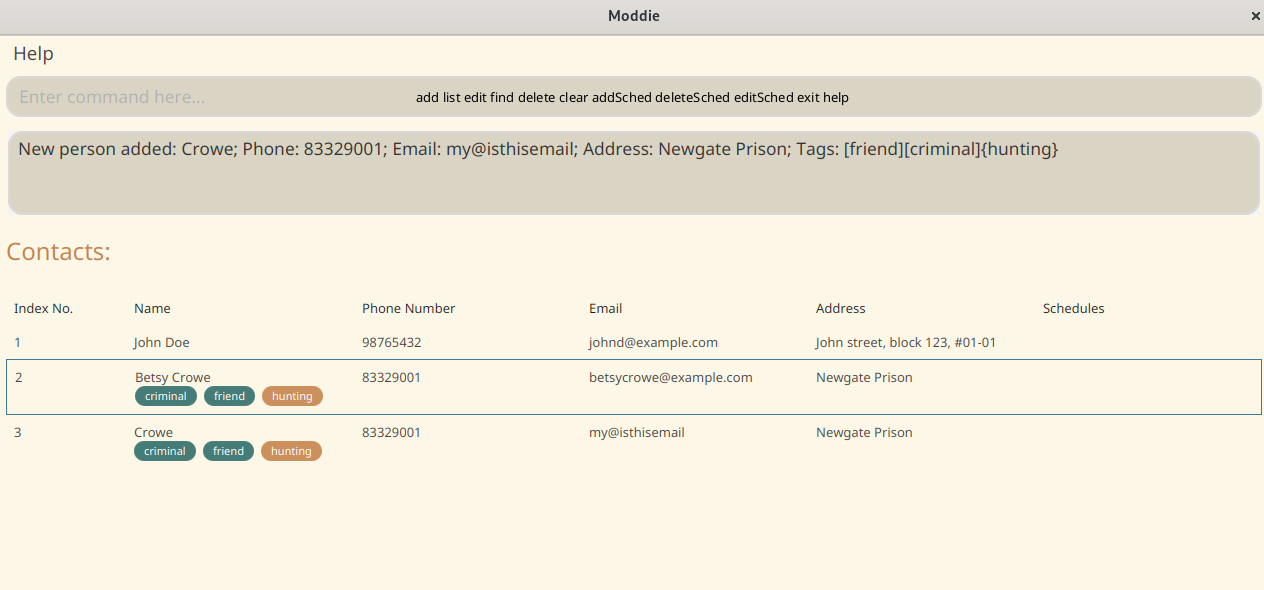 Moddie ×
Help
Enter command here... add list edit find delete clear addSched deleteSched editSched exit help
New person added: Crowe; Phone: 83329001; Email: my@isthisemail; Address: Newgate Prison; Tags: [friend][criminal]{hunting}
Contacts:
Index No. Name Phone Number Email Address Schedules
1 John Doe 98765432 johnd@example.com John street, block 123, #01-01
2 Betsy Crowe 83329001 betsycrowe@example.com Newgate Prison
criminal friend hunting
3 Crowe 83329001 my@isthisemail Newgate Prison
criminal friend hunting